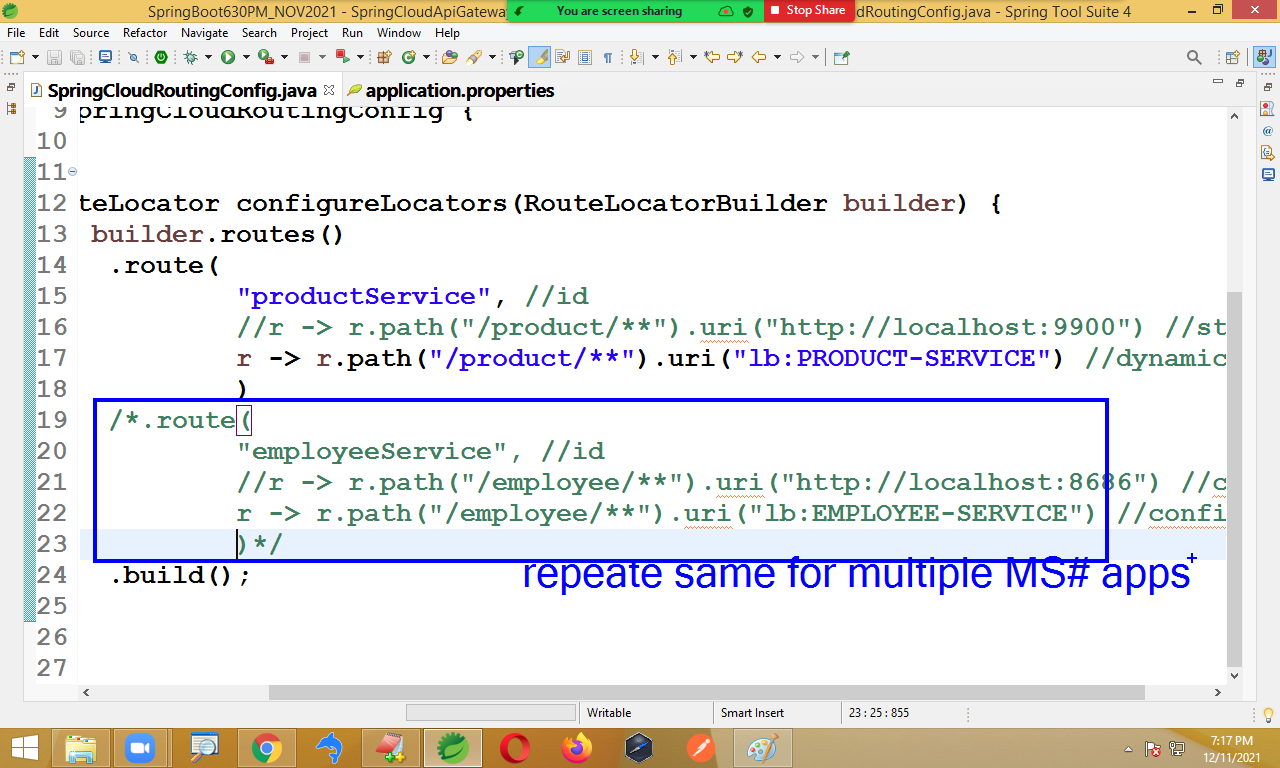 SpringBoot630PM_NOV2021 - SpringCloudApiGateway
You are screen sharing
Stop Share
dRoutingConfig.java - Spring Tool Suite 4
File Edit Source Refactor Navigate Search Project Run Window Help
SpringCloudRoutingConfig.java application.properties
9 pringCloudRoutingConfig {
10
11
12 teLocator configureLocators(RouteLocatorBuilder builder) {
13 builder.routes()
14 .route(
15 "productService", //id
16 //r -> r.path("/product/**").uri("http://localhost:9900") //st
17 r -> r.path("/product/**").uri("lb:PRODUCT-SERVICE") //dynamic
18 )
19 /*.route(
20 "employeeService", //id
21 //r -> r.path("/employee/**").uri("http://localhost:8686") //c
22 r -> r.path("/employee/**").uri("lb:EMPLOYEE-SERVICE") //confi
23 )*/
24 .build();
repeate same for multiple MS# apps
25
26
27
Writable Smart Insert 23 : 25 : 855
7:17 PM
12/11/2021